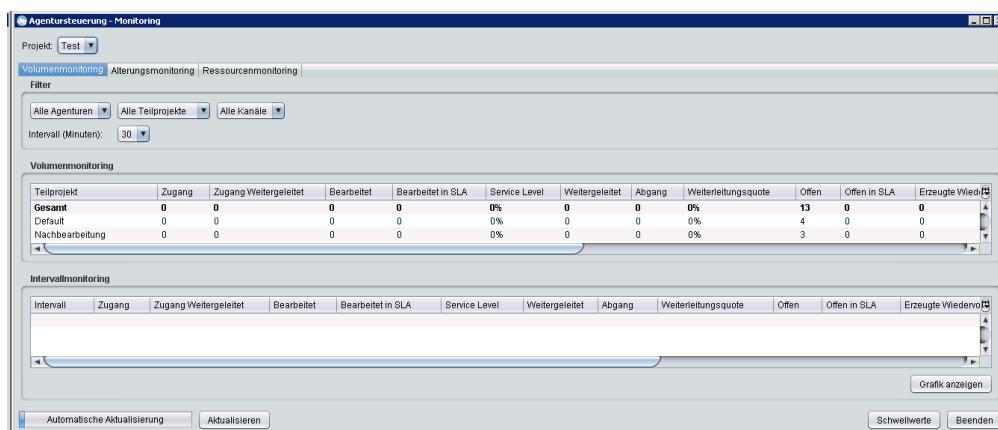 Agentursteuerung - Monitoring
Projekt: Test
Volumenmonitoring Alterungsmonitoring Ressourcenmonitoring
Filter
Alle Agenturen Alle Teilprojekte Alle Kanäle
Intervall (Minuten): 30
Volumenmonitoring
Teilprojekt Zugang Zugang Weitergeleitet Bearbeitet Bearbeitet in SLA Service Level Weitergeleitet Abgang Weiterleitungsquote Offen Offen in SLA Erzeugte
Gesamt 0 0 0 0 0% 0 0 0% 13 0 0
Default 0 0 0 0 0% 0 0 0% 4 0 0
Nachbearbeitung 0 0 0 0 0% 0 0 0% 3 0 0
Intervallmonitoring
Intervall Zugang Zugang Weitergeleitet Bearbeitet Bearbeitet in SLA Service Level Weitergeleitet Abgang Weiterleitungsquote Offen Offen in SLA Erzeugte
Grafik anzeigen
Automatische Aktualisierung Aktualisieren Schwellwerte Beenden